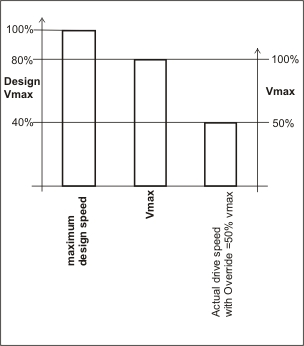 100%
80%
100%
Design
Vmax
Vmax
40%
50%
maximum
design speed
Vmax
Actual drive speed
with Override =50% vmax